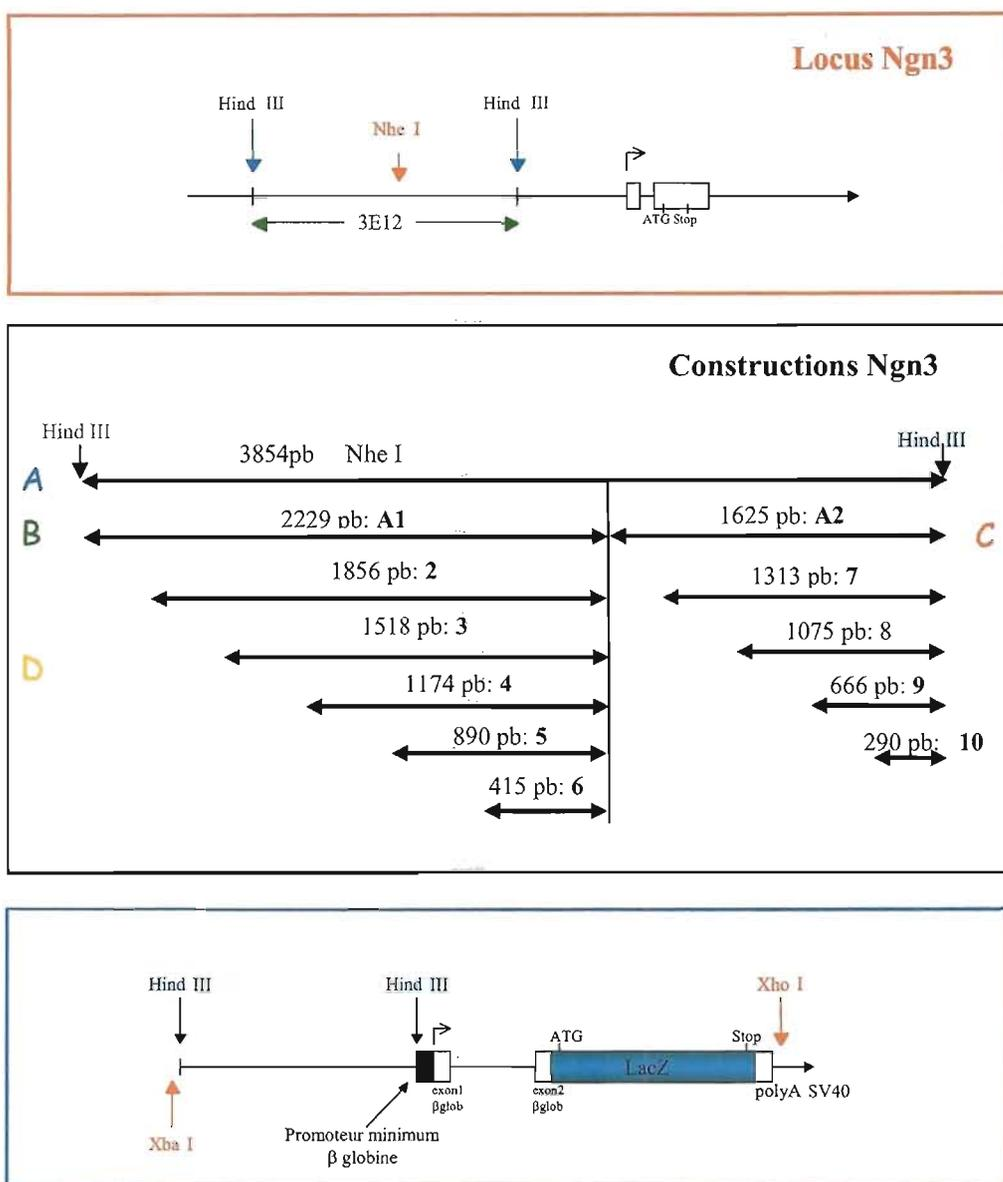 Locus Ngn3
Hind III
Hind III
Nhe I
3E12
ATG Stop
Constructions Ngn3
Hind III
Hind III
3854pb Nhe I
A
2229 pb: A1
1625 pb: A2
B
C
1856 pb: 2
1313 pb: 7
1518 pb: 3
1075 pb: 8
D
1174 pb: 4
666 pb: 9
890 pb: 5
290 pb: 10
415 pb: 6
Hind III
Hind III
Xho I
ATG
Stop
LacZ
exon1
βglob
exon2
βglob
polyA SV40
Promoteur minimum
β globine
Xba I